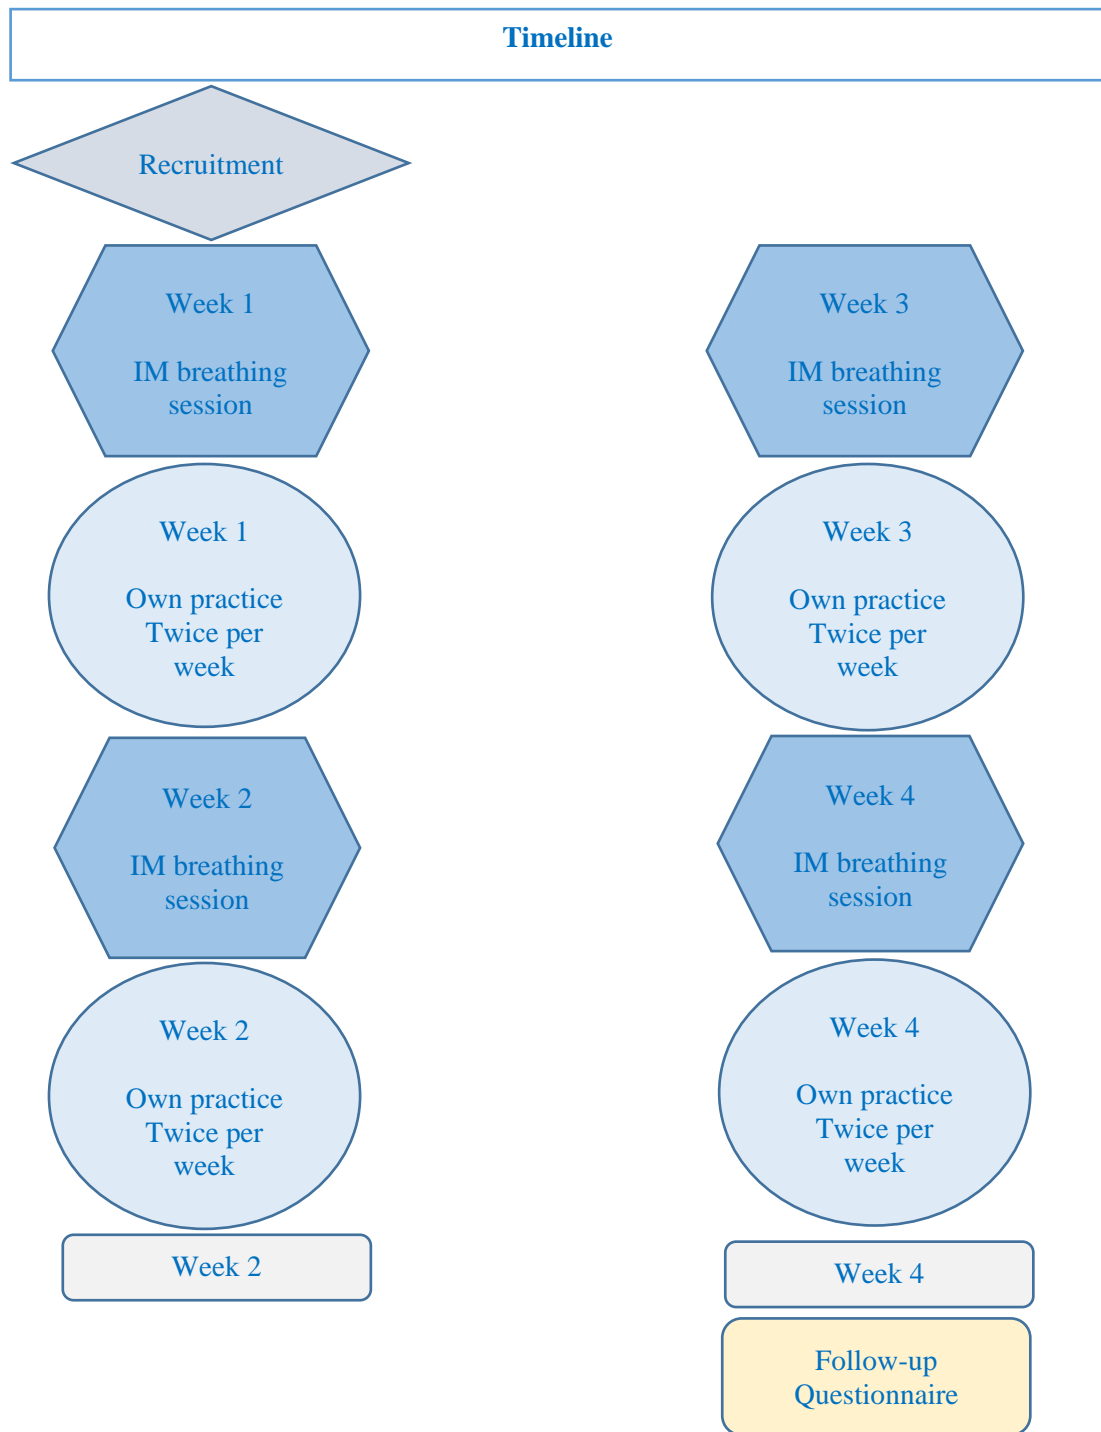 Timeline
Recruitment
Week 1
IM breathing
session
Week 1
Own practice
Twice per
week
Week 2
IM breathing
session
Week 2
Own practice
Twice per
week
Week 2
Week 3
IM breathing
session
Week 3
Own practice
Twice per
week
Week 4
IM breathing
session
Week 4
Own practice
Twice per
week
Week 4
Follow-up
Questionnaire